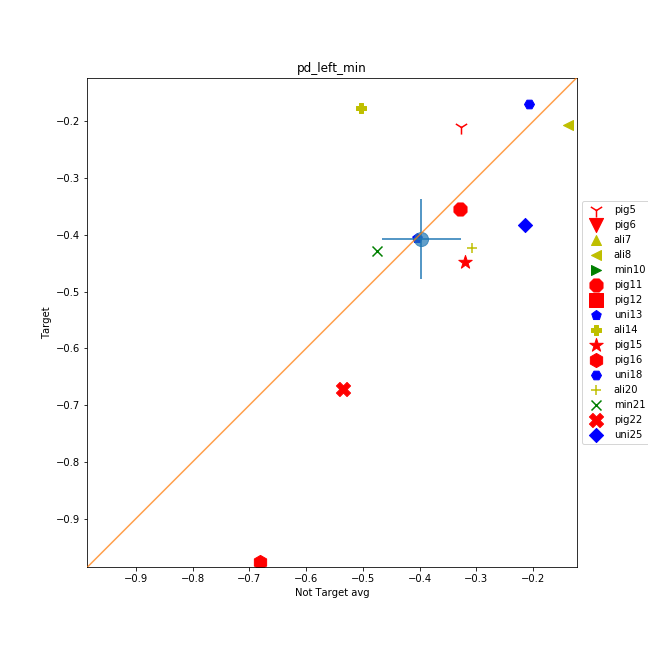 pd_left_min
Target
−0.2
−0.3
−0.4
−0.5
−0.6
−0.7
−0.8
−0.9
−0.9
−0.8
−0.7
−0.6
−0.5
−0.4
−0.3
−0.2
Not Target avg
pig5
pig6
ali7
ali8
min10
pig11
pig12
uni13
ali14
pig15
pig16
uni18
ali20
min21
pig22
uni25